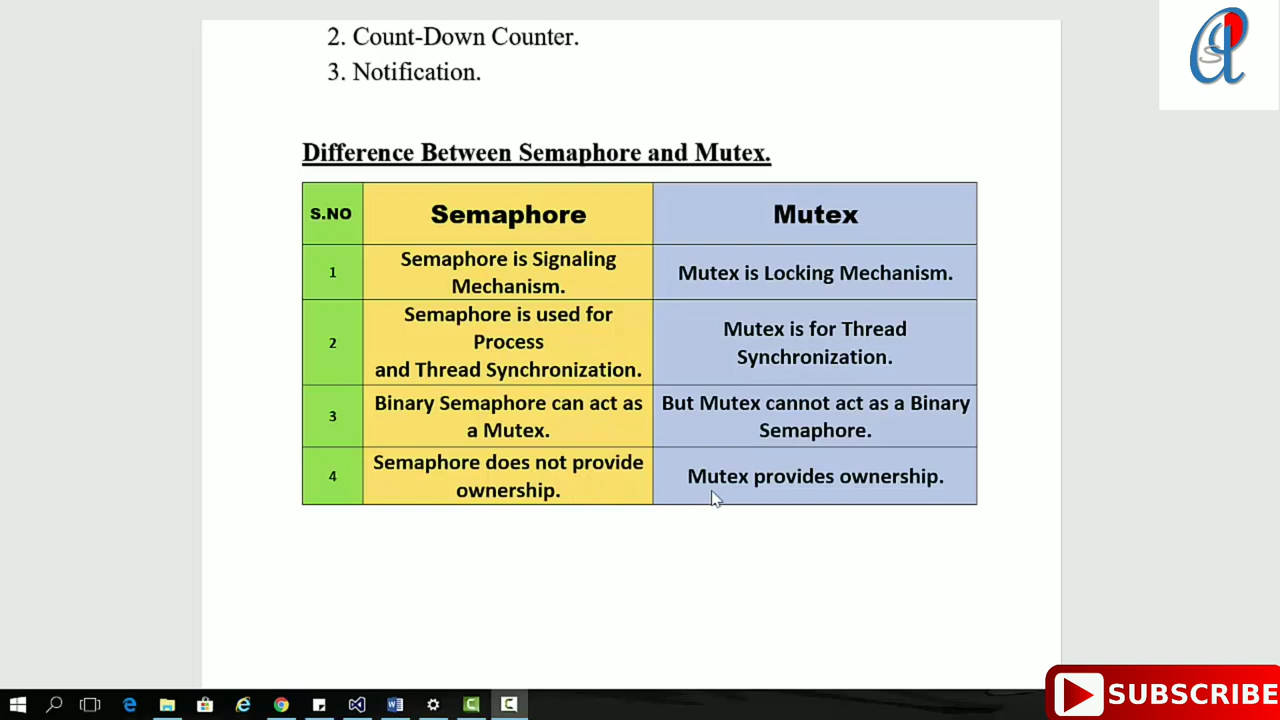 2. Count-Down Counter.
3. Notification.
Difference Between Semaphore and Mutex.
S.NO
Semaphore
Mutex
1
Semaphore is Signaling
Mechanism.
Mutex is Locking Mechanism.
2
Semaphore is used for
Process
and Thread Synchronization.
Mutex is for Thread
Synchronization.
3
Binary Semaphore can act as
a Mutex.
But Mutex cannot act as a Binary
Semaphore.
4
Semaphore does not provide
ownership.
Mutex provides ownership.
SUBSCRIBE